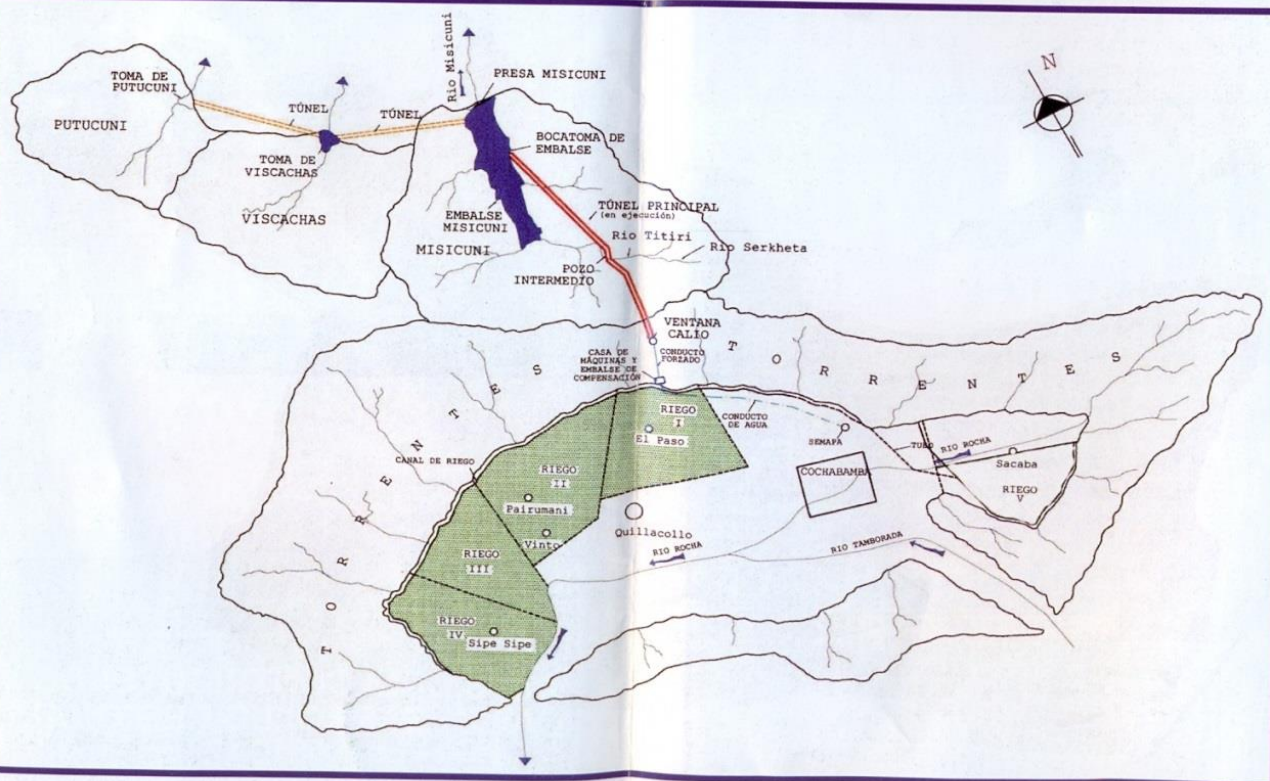 TOMA DE
PUTUCUNI
PUTUCUNI
TÚNEL
TOMA DE
VISCACHAS
VISCACHAS
TÚNEL
Rio Misicuni
PRESA MISICUNI
BOCATOMA DE
EMBALSE
EMBALSE
MISICUNI
MISICUNI
TÚNEL PRINCIPAL
(en ejecución)
Rio Titiri
Rio Serkheta
POZO
INTERMEDIO
N
VENTANA
CALIO
CONDUCTO
FORZADO
CASA DE
MÁQUINAS Y
EMBALSE DE
COMPENSACIÓN
TORRENTES
TORRENTES
CANAL DE RIEGO
RIEGO
I
El Paso
CONDUCTO
DE AGUA
SEMAPA
TUBO
RIO ROCHA
Sacaba
RIEGO
V
COCHABAMBA
RIEGO
II
Pairumani
Vinto
Quillacollo
RIO ROCHA
RIO TAMBORADA
RIEGO
III
RIEGO
IV
Sipe Sipe